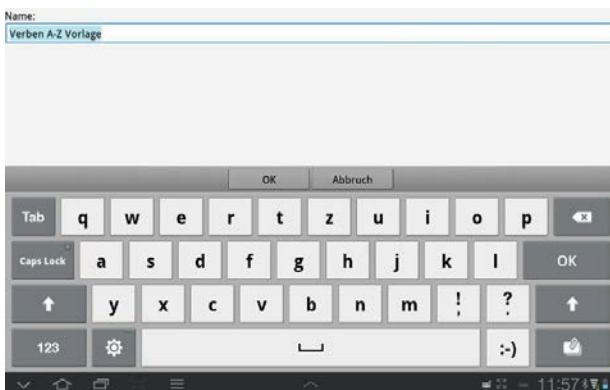 Name:
Verben A-Z Vorlage
OK Abbruch
Tab q w e r t z u i o p
Caps Lock a s d f g h j k l OK
y x c v b n m ! , ? .
123 :-)
11:57